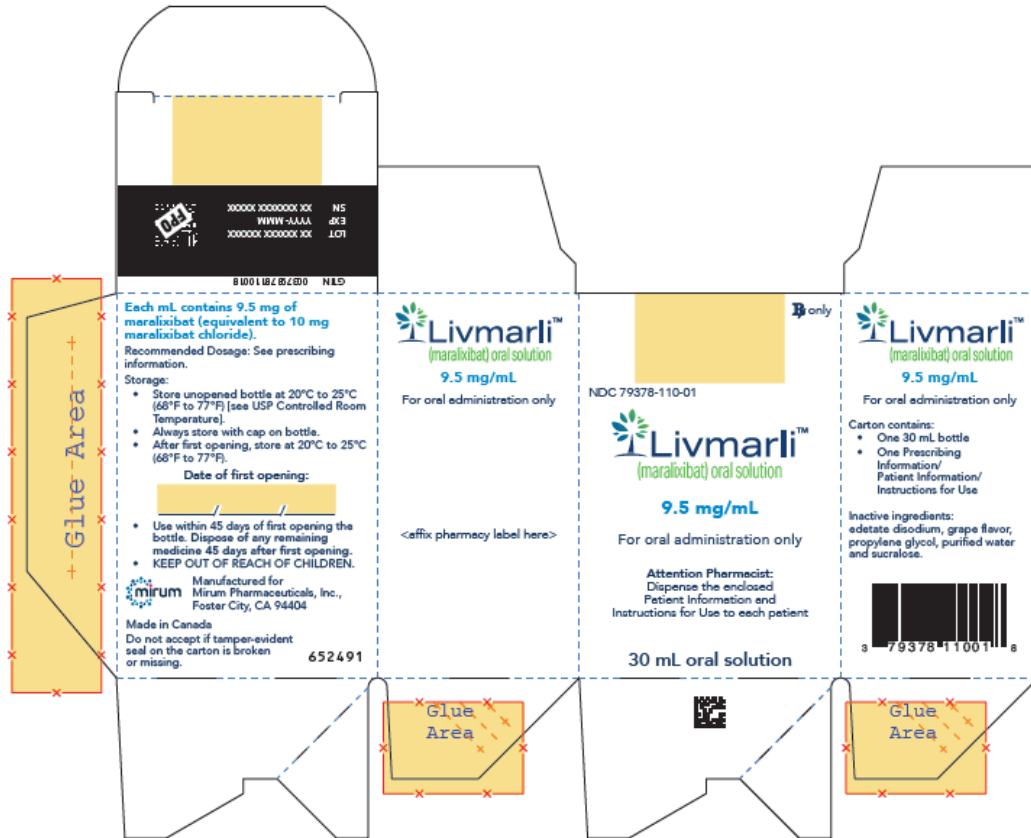 FPO
LOT XX XXXXXX XXXXX
EXP YYYY-MMM
SN XX XXXXXXX XXXXX
GTIN 00379378110018
Glue Area
Each mL contains 9.5 mg of
maralixibat (equivalent to 10 mg
maralixibat chloride).
Recommended Dosage: See prescribing
information.
Storage:
• Store unopened bottle at 20°C to 25°C
(68°F to 77°F) [see USP Controlled Room
Temperature].
• Always store with cap on bottle.
• After first opening, store at 20°C to 25°C
(68°F to 77°F).
Date of first opening:
/ /
• Use within 45 days of first opening the
bottle. Dispose of any remaining
medicine 45 days after first opening.
• KEEP OUT OF REACH OF CHILDREN.
mirum
Manufactured for
Mirum Pharmaceuticals, Inc.,
Foster City, CA 94404
Made in Canada
Do not accept if tamper-evident
seal on the carton is broken
or missing.
652491
Livmarli™
(maralixibat) oral solution
9.5 mg/mL
For oral administration only
<affix pharmacy label here>
Glue
Area
Rx only
NDC 79378-110-01
Livmarli™
(maralixibat) oral solution
9.5 mg/mL
For oral administration only
Attention Pharmacist:
Dispense the enclosed
Patient Information and
Instructions for Use to each patient
30 mL oral solution
Livmarli™
(maralixibat) oral solution
9.5 mg/mL
For oral administration only
Carton contains:
• One 30 mL bottle
• One Prescribing
Information/
Patient Information/
Instructions for Use
Inactive ingredients:
edetate disodium, grape flavor,
propylene glycol, purified water
and sucralose.
3 79378 11001 8
Glue
Area